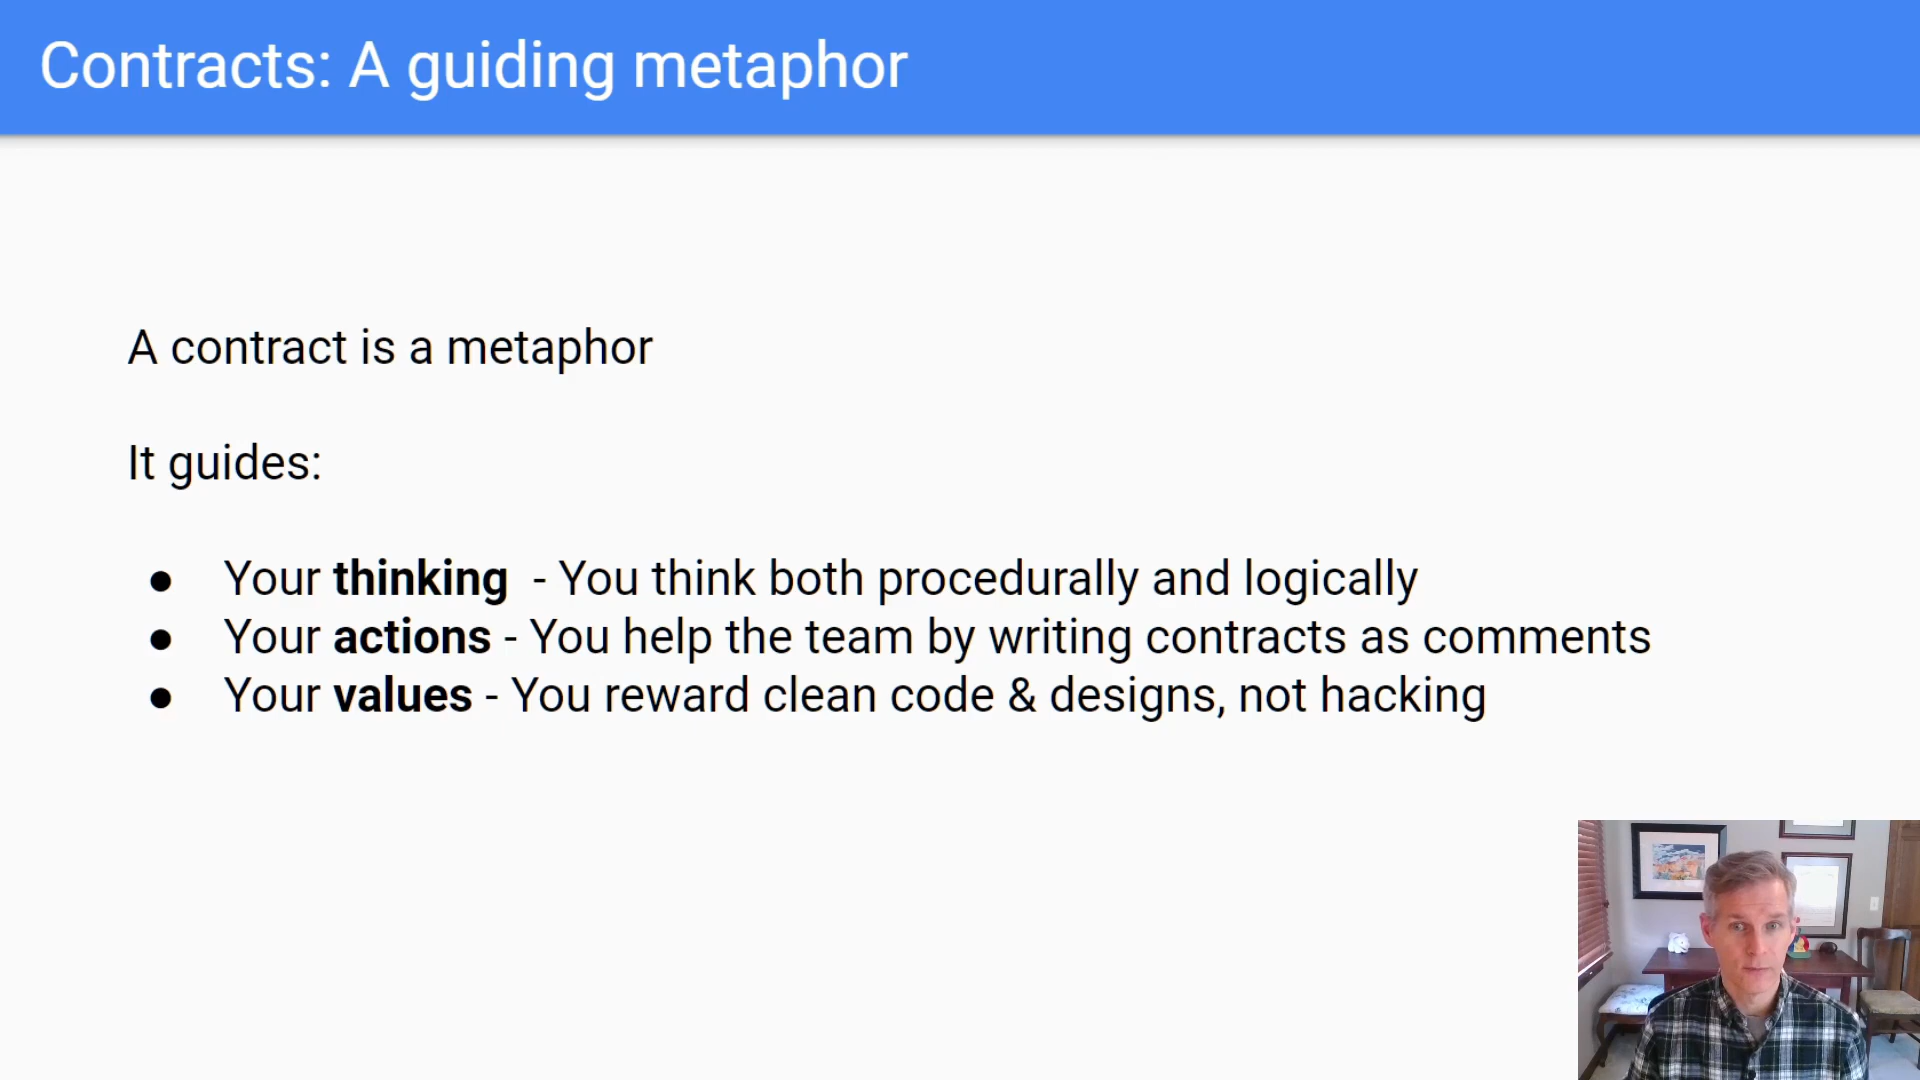 Contracts: A guiding metaphor
A contract is a metaphor
It guides:
● Your thinking - You think both procedurally and logically
● Your actions - You help the team by writing contracts as comments
● Your values - You reward clean code & designs, not hacking